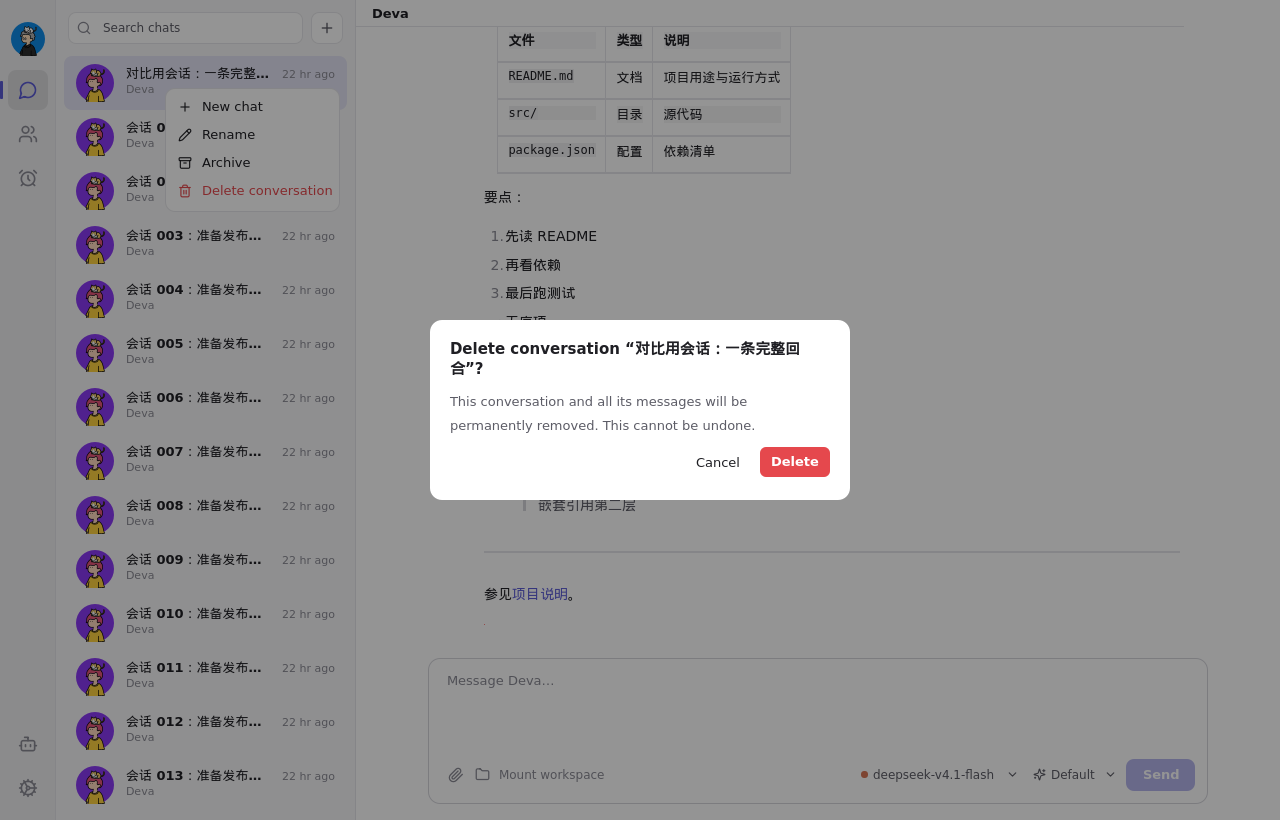 Search chats
对比用会话：一条完整…
22 hr ago
Deva
New chat
Rename
Archive
Delete conversation
会话 0
Deva
会话 0
Deva
会话 003：准备发布…
22 hr ago
Deva
会话 004：准备发布…
22 hr ago
Deva
会话 005：准备发布…
22 hr ago
Deva
会话 006：准备发布…
22 hr ago
Deva
会话 007：准备发布…
22 hr ago
Deva
会话 008：准备发布…
22 hr ago
Deva
会话 009：准备发布…
22 hr ago
Deva
会话 010：准备发布…
22 hr ago
Deva
会话 011：准备发布…
22 hr ago
Deva
会话 012：准备发布…
22 hr ago
Deva
会话 013：准备发布…
22 hr ago
Deva
Deva
文件 类型 说明
README.md 文档 项目用途与运行方式
src/ 目录 源代码
package.json 配置 依赖清单
要点：
1. 先读 README
2. 再看依赖
3. 最后跑测试
Delete conversation “对比用会话：一条完整回
合”?
This conversation and all its messages will be
permanently removed. This cannot be undone.
Cancel
Delete
嵌套引用第二层
参见项目说明。
Message Deva…
Mount workspace
deepseek-v4.1-flash
Default
Send